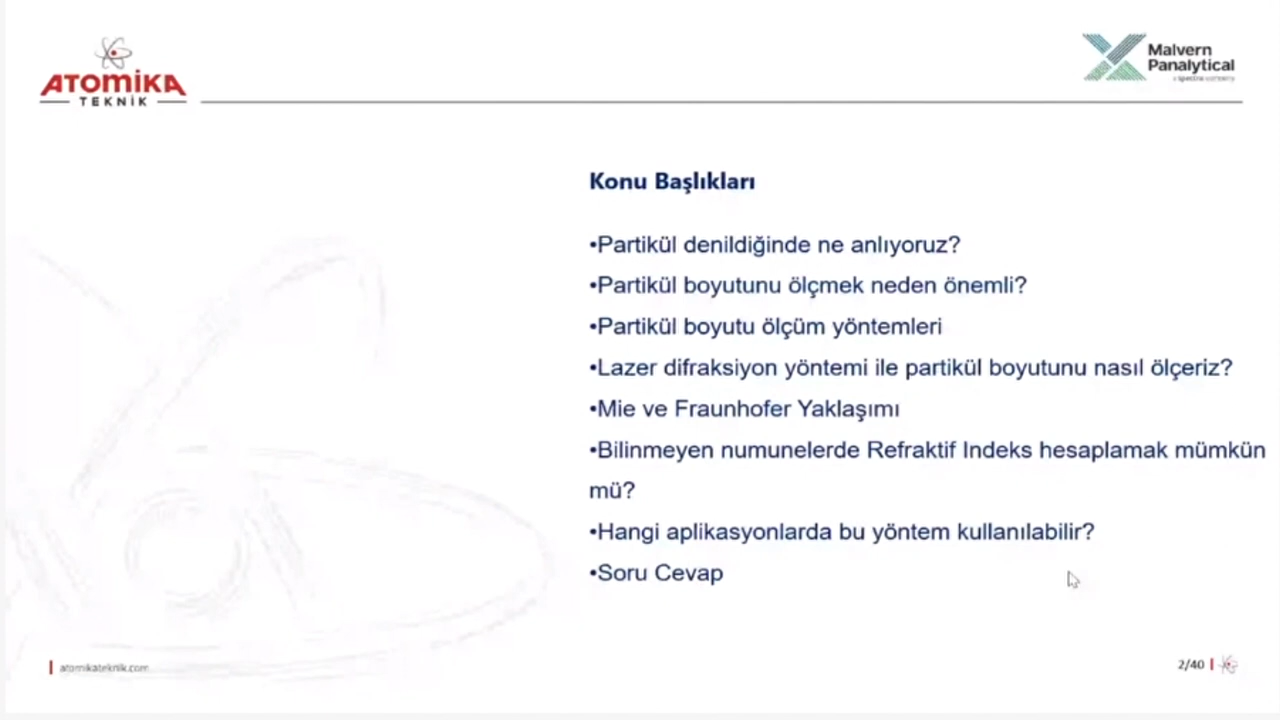 ATOMİKA
TEKNİK
Malvern
Panalytical
a spectris company
Konu Başlıkları
•Partikül denildiğinde ne anlıyoruz?
•Partikül boyutunu ölçmek neden önemli?
•Partikül boyutu ölçüm yöntemleri
•Lazer difraksiyon yöntemi ile partikül boyutunu nasıl ölçeriz?
•Mie ve Fraunhofer Yaklaşımı
•Bilinmeyen numunelerde Refraktif Indeks hesaplamak mümkün
mü?
•Hangi aplikasyonlarda bu yöntem kullanılabilir?
•Soru Cevap
atomikateknik.com
2/40